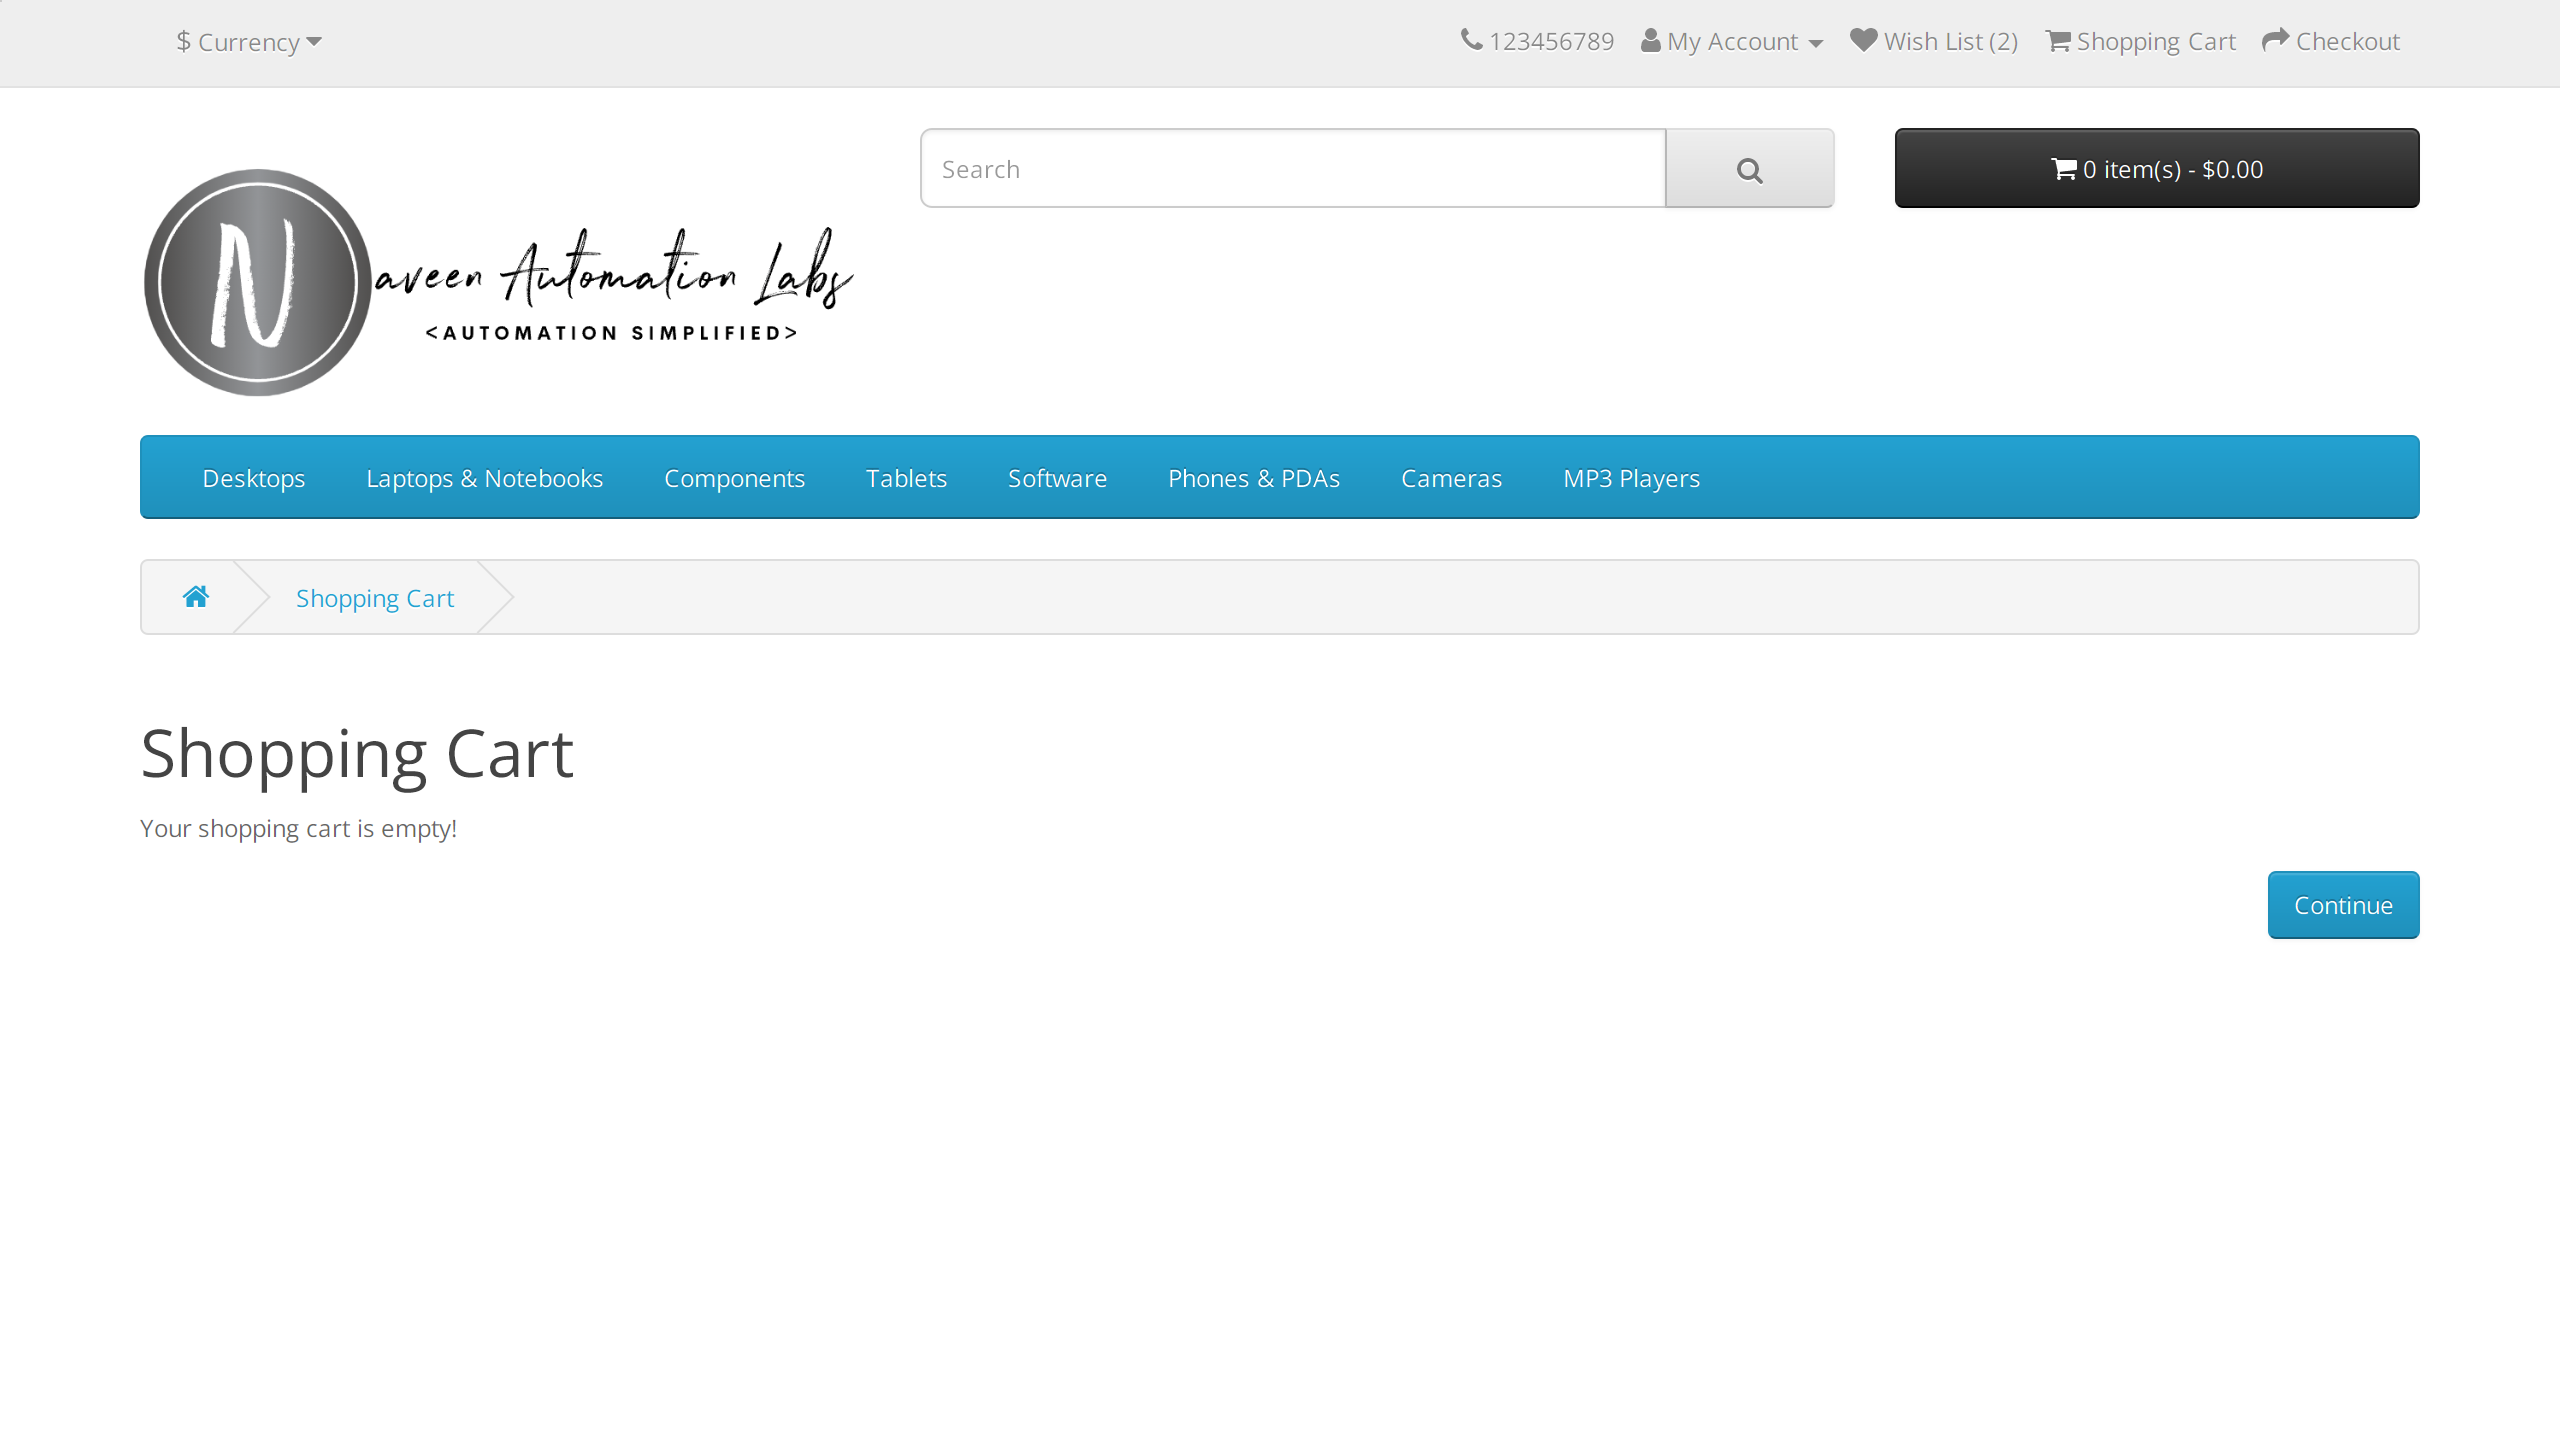 $ Currency
123456789 My Account Wish List (2) Shopping Cart Checkout
Search
0 item(s) - $0.00
N aveen Automation Labs
<AUTOMATION SIMPLIFIED>
Desktops Laptops & Notebooks Components Tablets Software Phones & PDAs Cameras MP3 Players
Shopping Cart
Shopping Cart
Your shopping cart is empty!
Continue